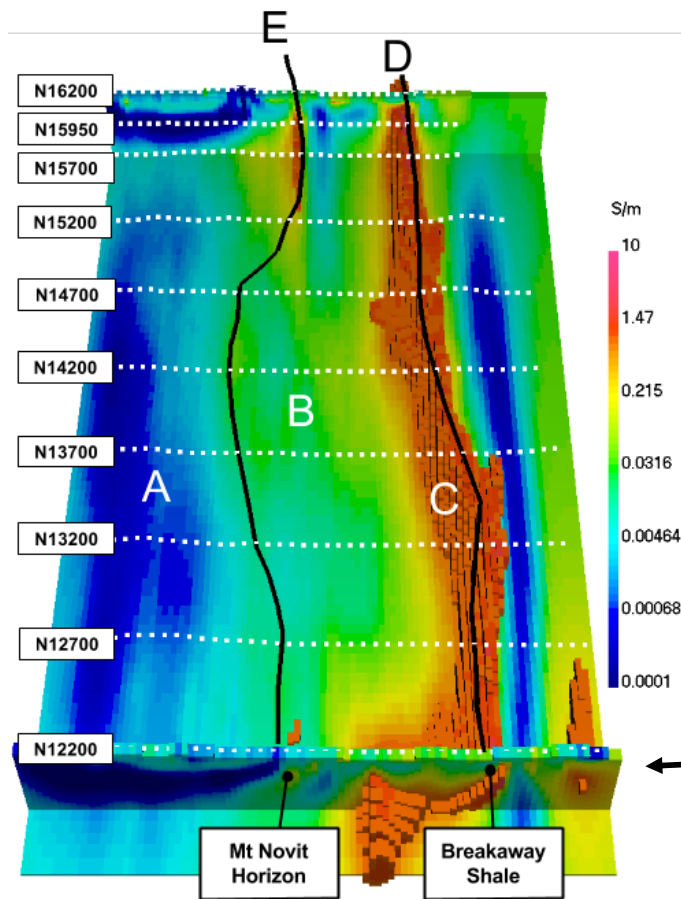 E
D
N16200
N15950
N15700
N15200
S/m
10
N14700
1.47
N14200
0.215
B
N13700
0.0316
A
C
0.00464
N13200
0.00068
N12700
0.0001
N12200
Mt Novit
Horizon
Breakaway
Shale